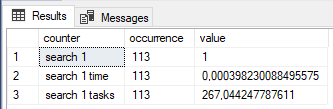 Results Messages
counter occurrence value
1 search 1 113 1
2 search 1 time 113 0,000398230088495575
3 search 1 tasks 113 267,044247787611